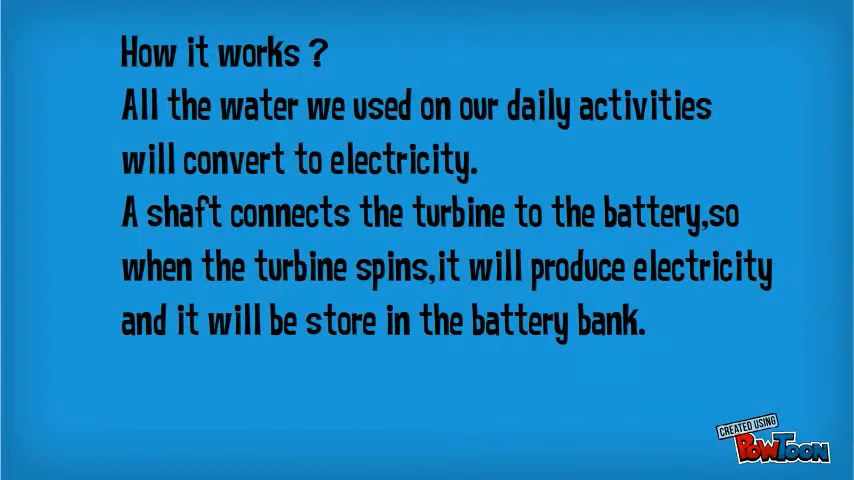 How it works ?
All the water we used on our daily activities
will convert to electricity.
A shaft connects the turbine to the battery,so
when the turbine spins,it will produce electricity
and it will be store in the battery bank.
CREATED USING
PowToon